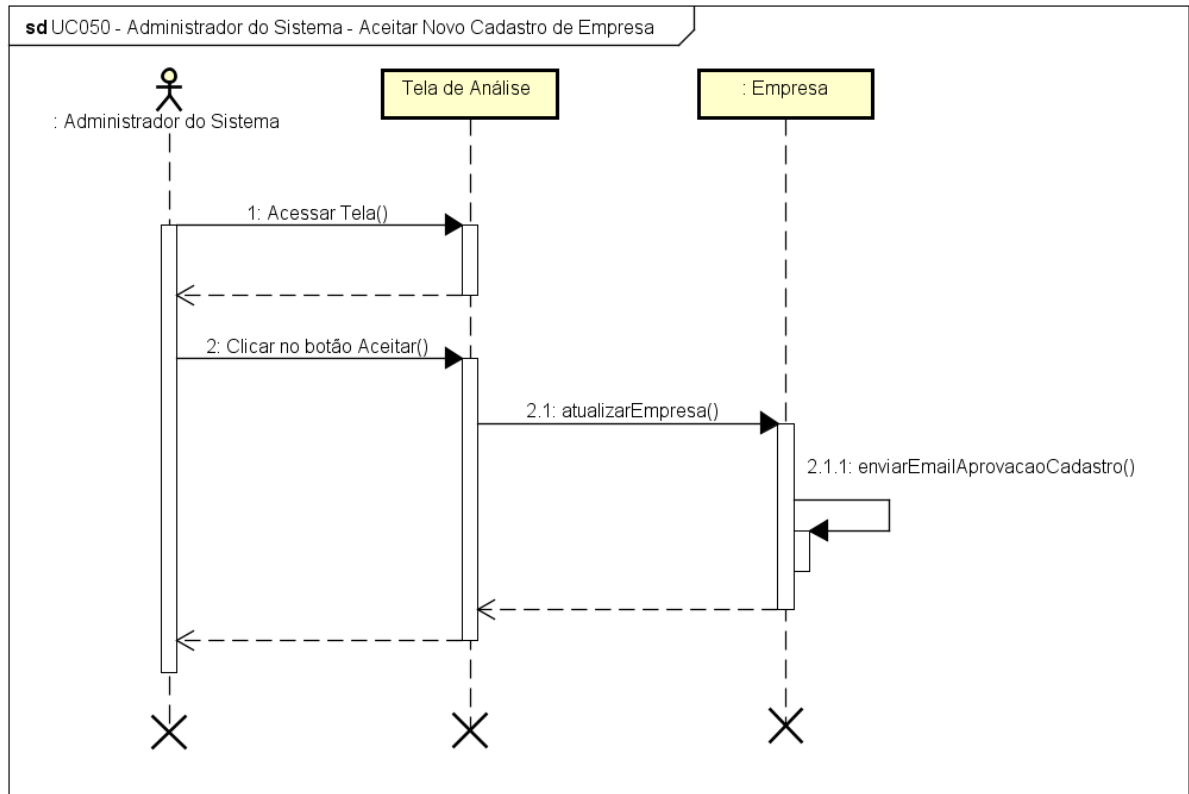 sd UC050 - Administrador do Sistema - Aceitar Novo Cadastro de Empresa
: Administrador do Sistema
Tela de Análise
: Empresa
1: Acessar Tela()
2: Clicar no botão Aceitar()
2.1: atualizarEmpresa()
2.1.1: enviarEmailAprovacaoCadastro()